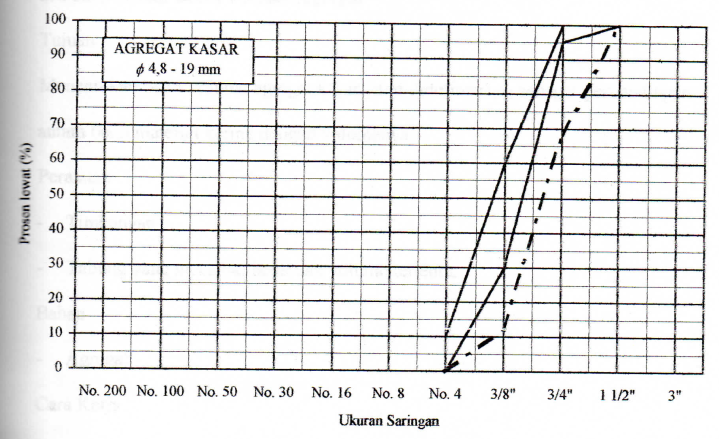 AGREGAT KASAR
ϕ 4,8 - 19 mm
Prosen lewat (%)
100
90
80
70
60
50
40
30
20
10
0
No. 200 No. 100 No. 50 No. 30 No. 16 No. 8 No. 4 3/8" 3/4" 1 1/2" 3"
Ukuran Saringan